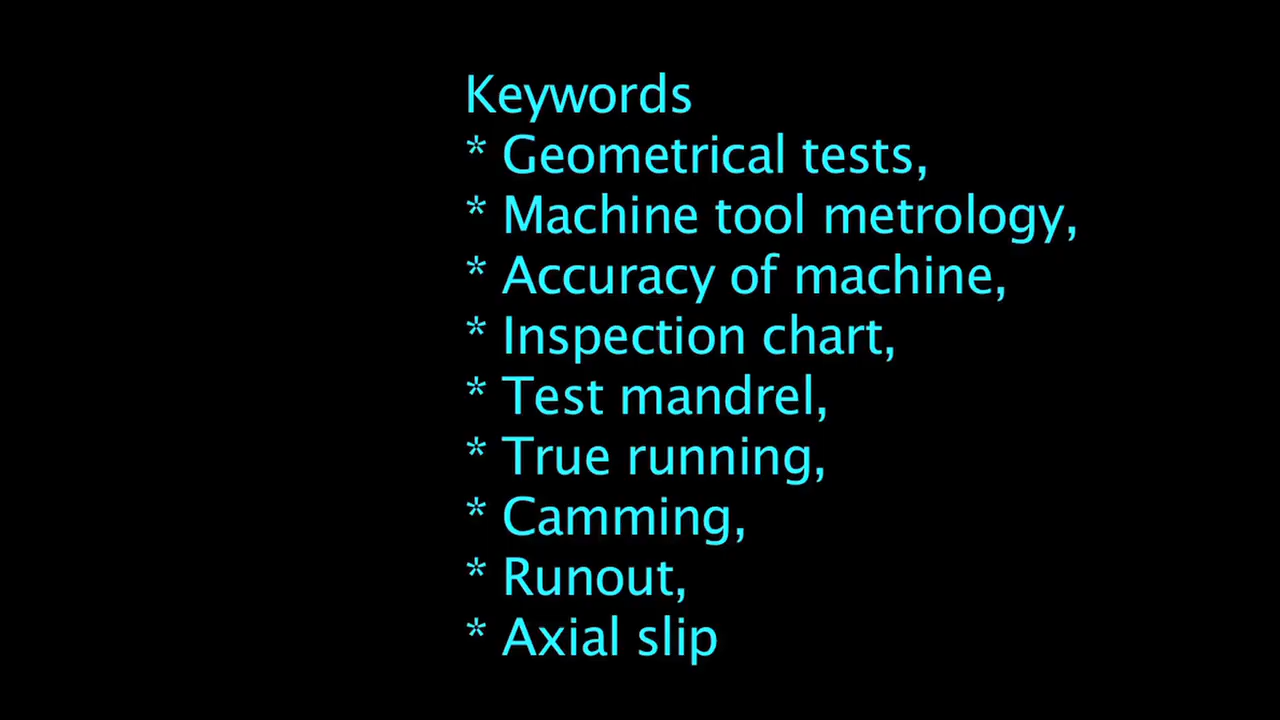 Keywords
* Geometrical tests,
* Machine tool metrology,
* Accuracy of machine,
* Inspection chart,
* Test mandrel,
* True running,
* Camming,
* Runout,
* Axial slip